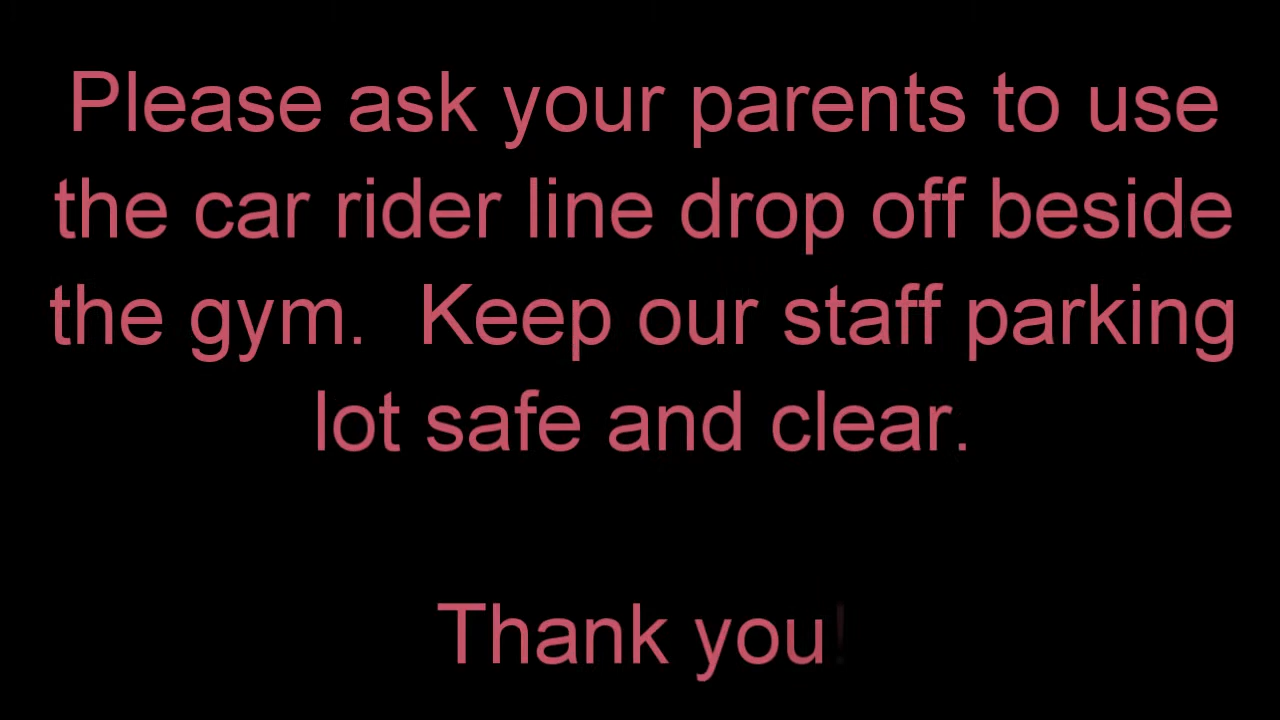 Please ask your parents to use
the car rider line drop off beside
the gym.  Keep our staff parking
lot safe and clear.
Thank you!